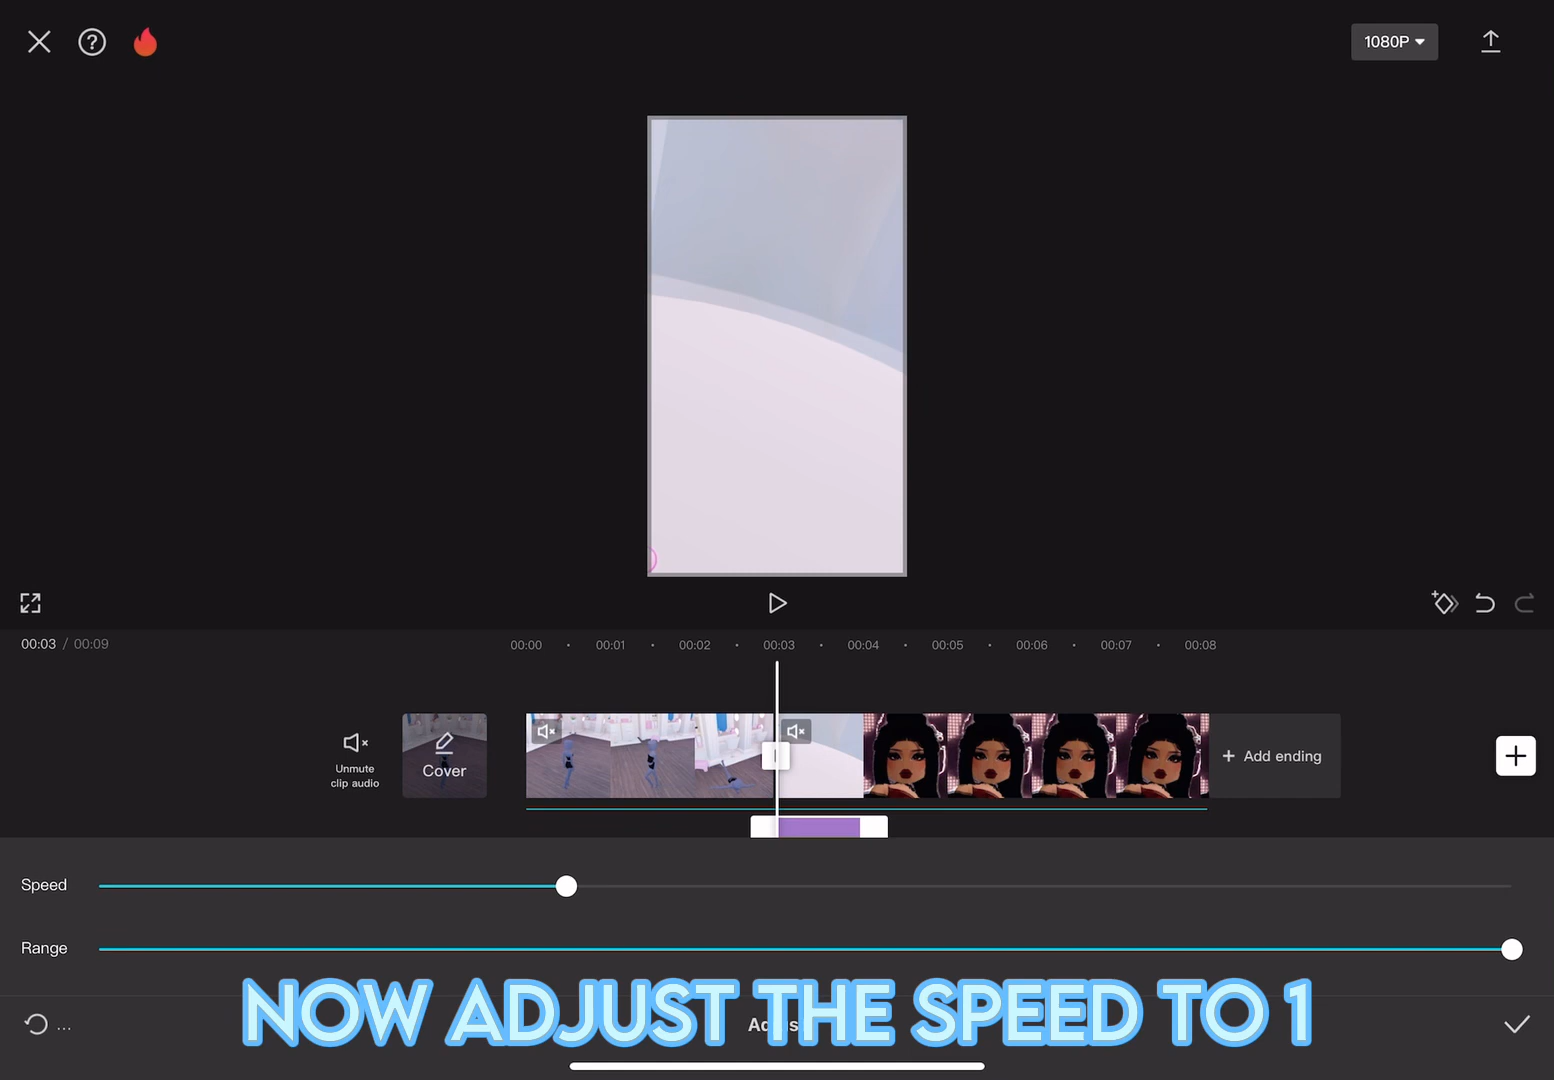 1080P
00:03 / 00:09
00:00 00:01 00:02 00:03 00:04 00:05 00:06 00:07 00:08
Unmute
clip audio
Cover
+ Add ending
Speed
Range
...
NOW ADJUST THE SPEED TO 1